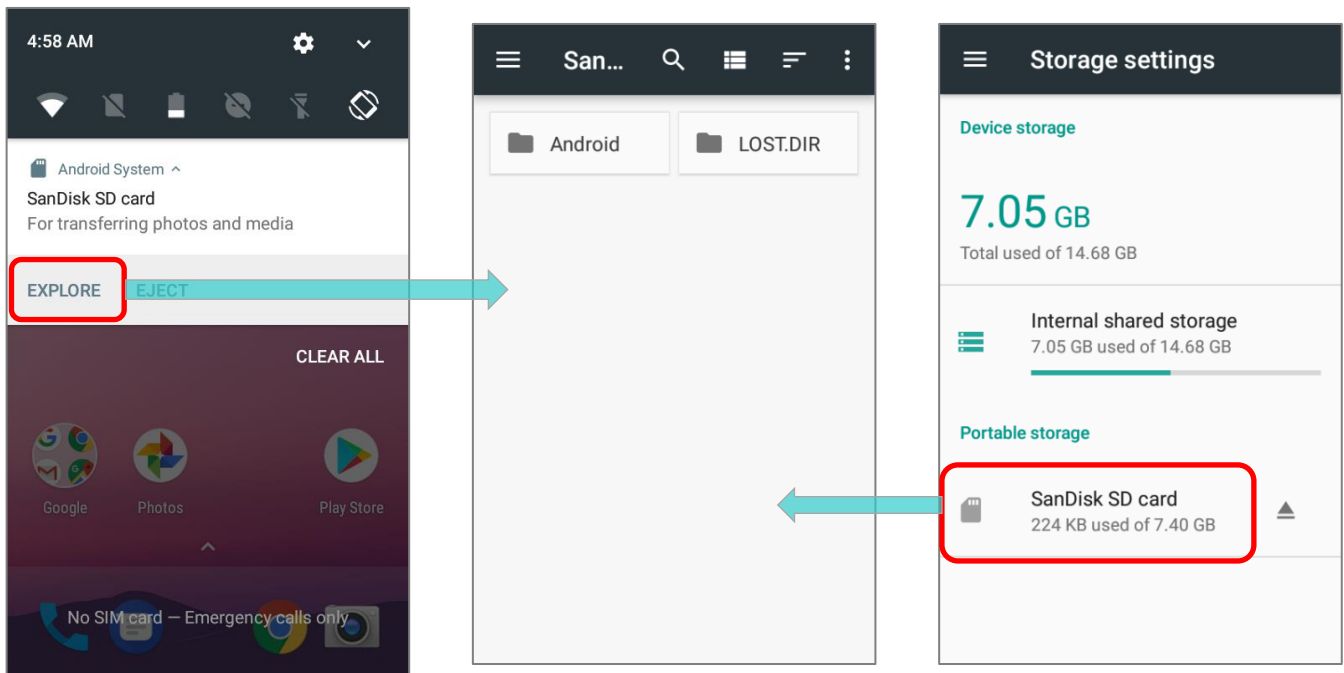 4:58 AM
Android System
SanDisk SD card
For transferring photos and media
EXPLORE EJECT
CLEAR ALL
Google Photos Play Store
No SIM card — Emergency calls only
San...
Android LOST.DIR
Storage settings
Device storage
7.05 GB
Total used of 14.68 GB
Internal shared storage
7.05 GB used of 14.68 GB
Portable storage
SanDisk SD card
224 KB used of 7.40 GB